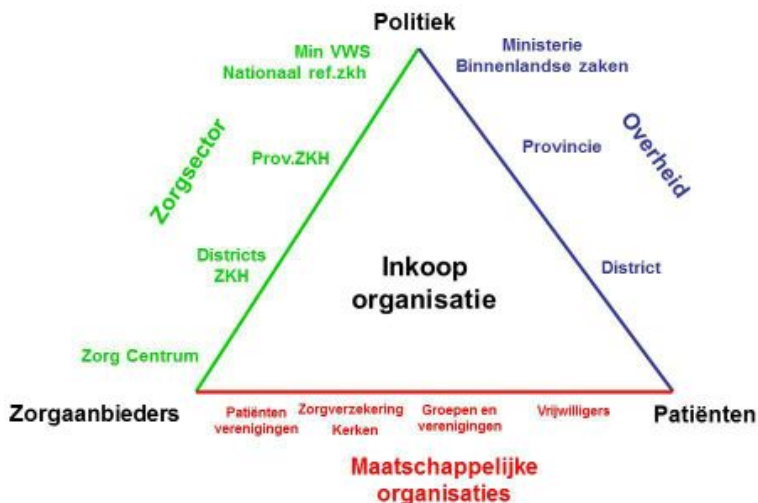 Politiek
Min VWS
Nationaal ref.zkh
Ministerie
Binnenlandse zaken
Zorgsector
Overheid
Prov.ZKH
Provincie
Districts
ZKH
District
Inkoop
organisatie
Zorg Centrum
Zorgaanbieders
Patiënten
verenigingen
Zorgverzekering
Kerken
Groepen en
verenigingen
Vrijwilligers
Patiënten
Maatschappelijke
organisaties